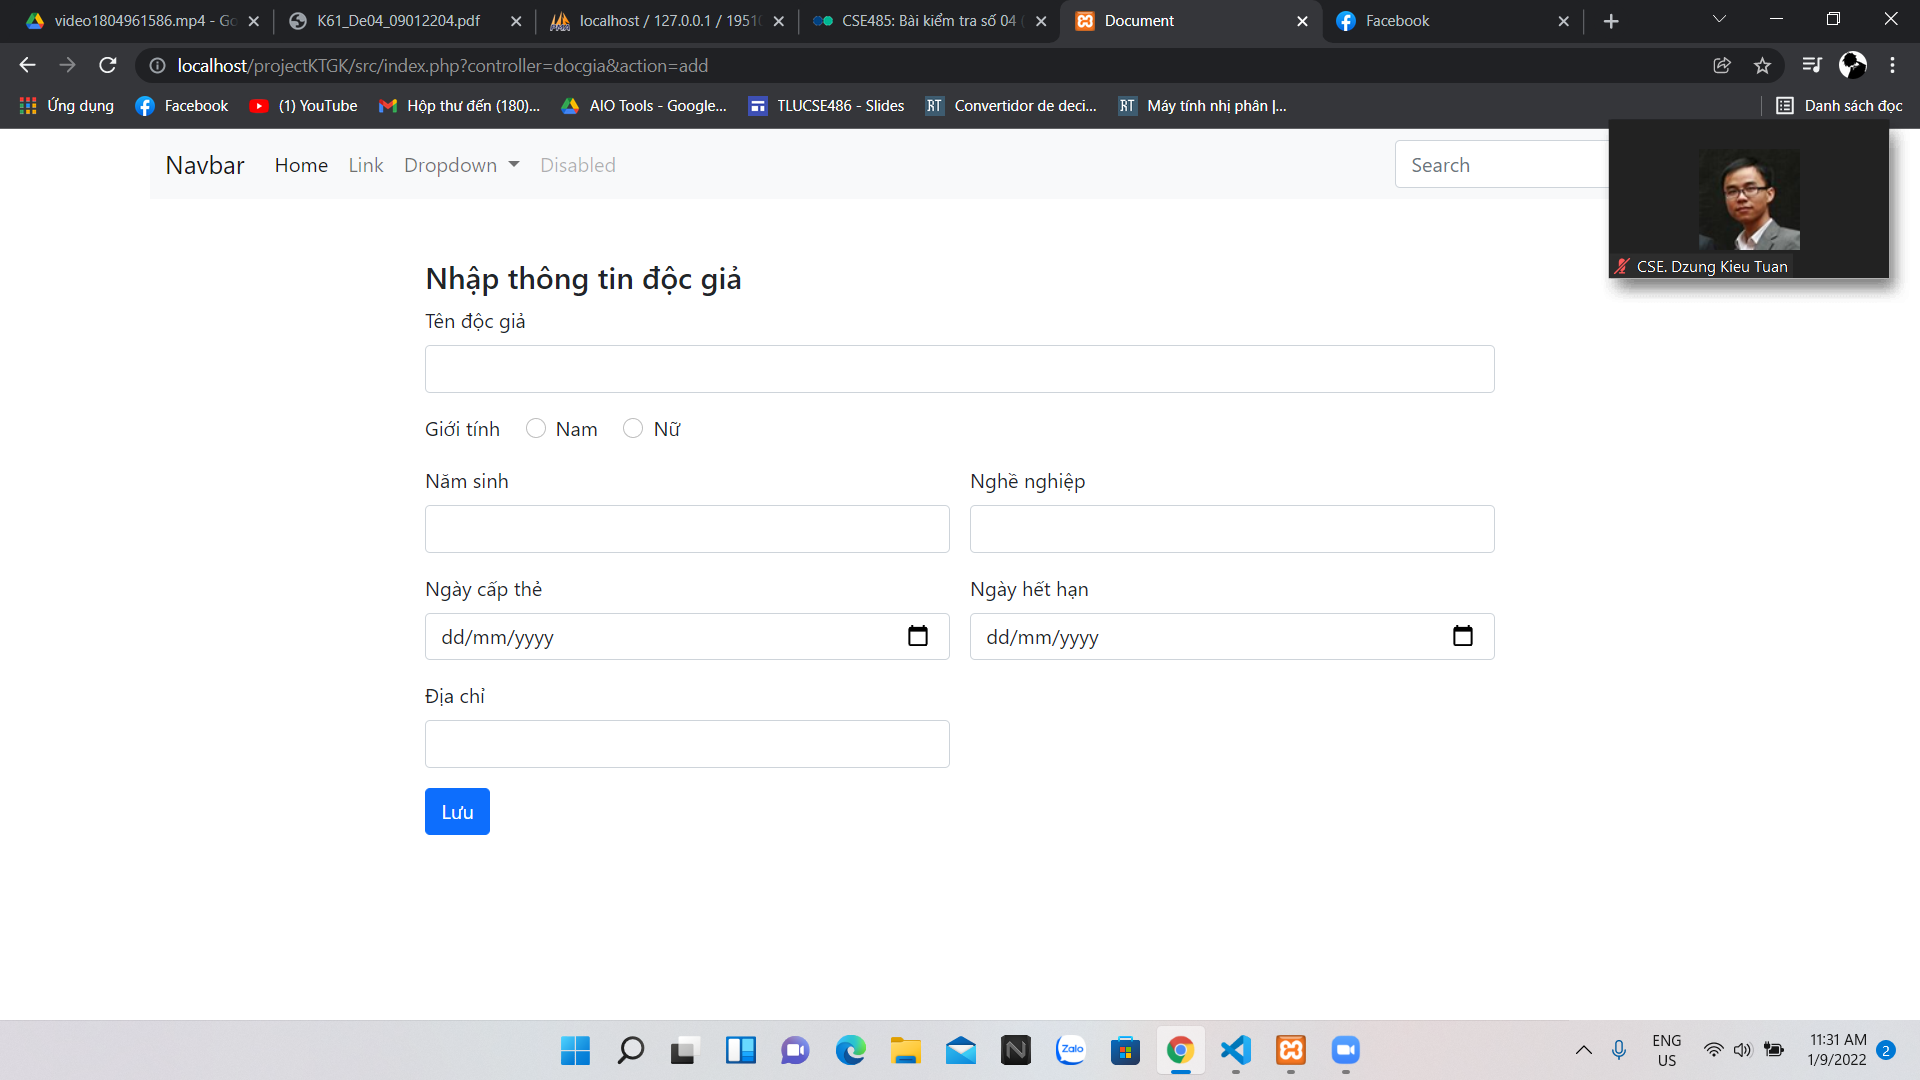 video1804961586.mp4 - Go
K61_De04_09012204.pdf
localhost / 127.0.0.1 / 1951
CSE485: Bài kiểm tra số 04
Document
Facebook
localhost/projectKTGK/src/index.php?controller=docgia&action=add
Ứng dụng
Facebook
(1) YouTube
Hộp thư đến (180)...
AIO Tools - Google...
TLUCSE486 - Slides
RT
Convertidor de deci...
RT
Máy tính nhị phân |...
Danh sách đọc
Navbar
Home
Link
Dropdown
Disabled
Search
CSE. Dzung Kieu Tuan
Nhập thông tin độc giả
Tên độc giả
Giới tính
Nam
Nữ
Năm sinh
Nghề nghiệp
Ngày cấp thẻ
Ngày hết hạn
dd/mm/yyyy
dd/mm/yyyy
Địa chỉ
Lưu
Zalo
ENG
US
11:31 AM
1/9/2022
2